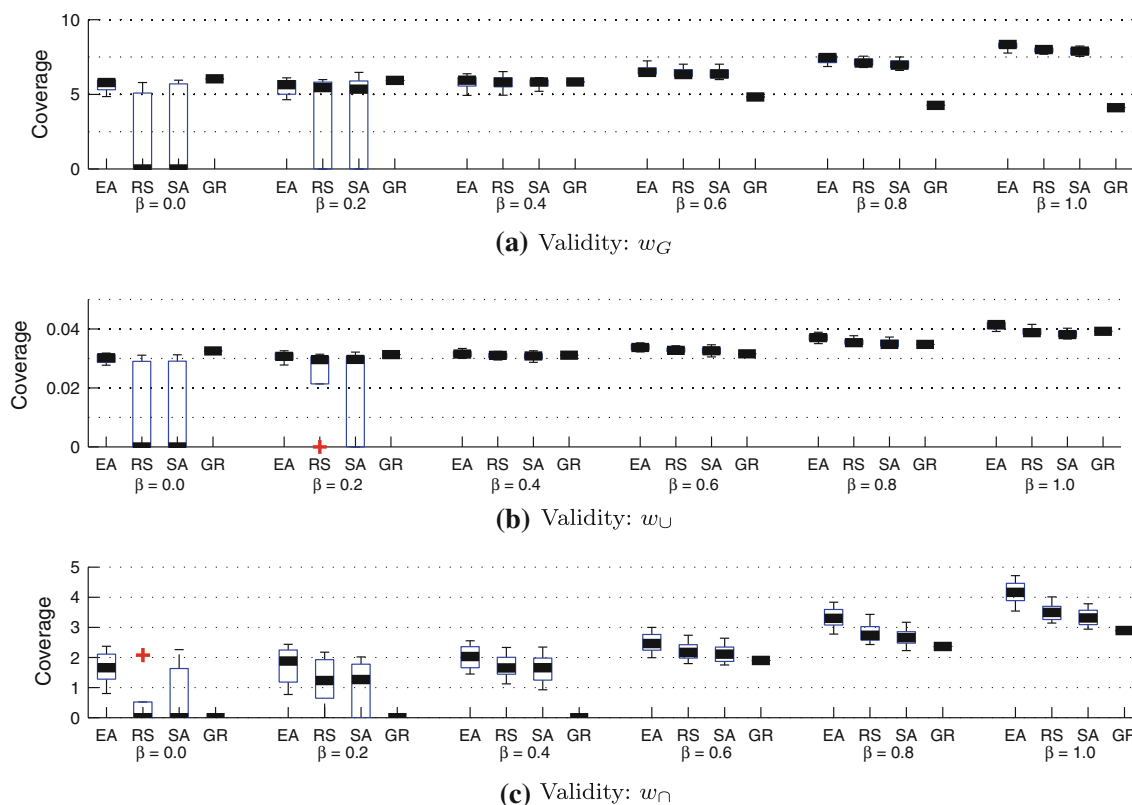 10
5
0
Coverage
EA RS SA GR EA RS SA GR EA RS SA GR EA RS SA GR EA RS SA GR EA RS SA GR
β = 0.0 β = 0.2 β = 0.4 β = 0.6 β = 0.8 β = 1.0
(a) Validity: w_G
0.04
0.02
0
Coverage
EA RS SA GR EA RS SA GR EA RS SA GR EA RS SA GR EA RS SA GR EA RS SA GR
β = 0.0 β = 0.2 β = 0.4 β = 0.6 β = 0.8 β = 1.0
(b) Validity: w_∪
5
4
3
2
1
0
Coverage
EA RS SA GR EA RS SA GR EA RS SA GR EA RS SA GR EA RS SA GR EA RS SA GR
β = 0.0 β = 0.2 β = 0.4 β = 0.6 β = 0.8 β = 1.0
(c) Validity: w_∩